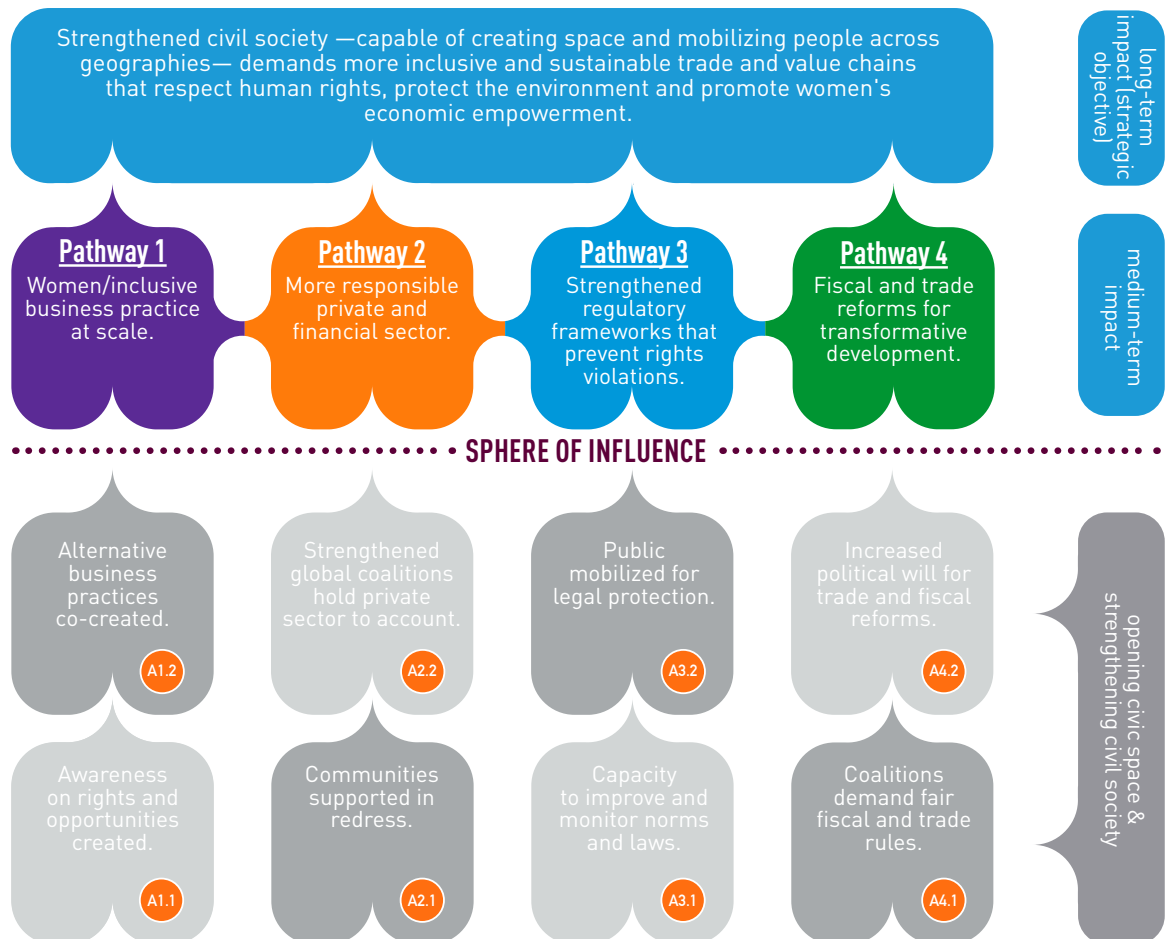 Strengthened civil society —capable of creating space and mobilizing people across
geographies— demands more inclusive and sustainable trade and value chains
that respect human rights, protect the environment and promote women's
economic empowerment.
long-term
impact (strategic
objective)
Pathway 1
Women/inclusive
business practice
at scale.
Pathway 2
More responsible
private and
financial sector.
Pathway 3
Strengthened
regulatory
frameworks that
prevent rights
violations.
Pathway 4
Fiscal and trade
reforms for
transformative
development.
medium-term
impact
SPHERE OF INFLUENCE
Alternative
business
practices
co-created.
A1.2
Strengthened
global coalitions
hold private
sector to account.
A2.2
Public
mobilized for
legal protection.
A3.2
Increased
political will for
trade and fiscal
reforms.
A4.2
Awareness
on rights and
opportunities
created.
A1.1
Communities
supported in
redress.
A2.1
Capacity
to improve and
monitor norms
and laws.
A3.1
Coalitions
demand fair
fiscal and trade
rules.
A4.1
opening civic space &
strengthening civil society